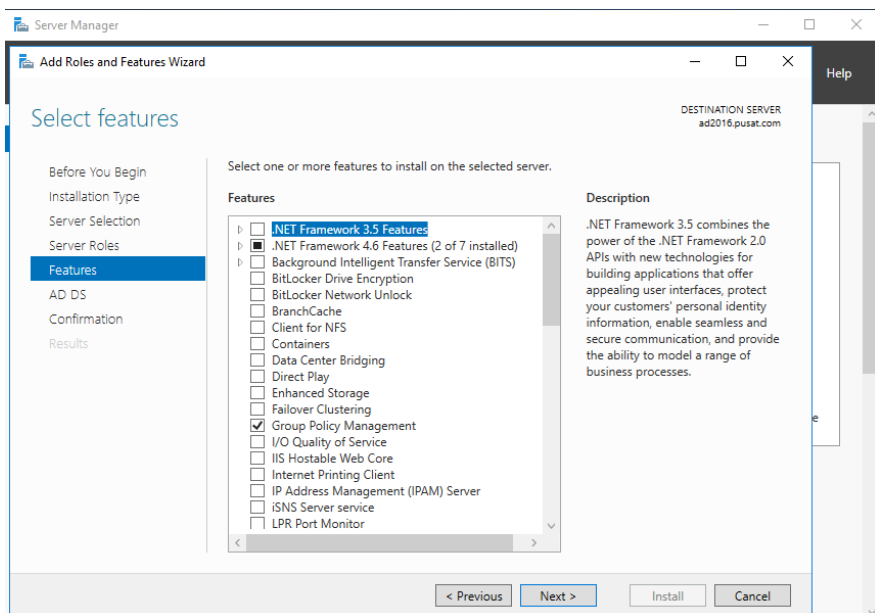 Server Manager
Add Roles and Features Wizard
Help
Select features
DESTINATION SERVER
ad2016.pusat.com
Before You Begin
Installation Type
Server Selection
Server Roles
Features
AD DS
Confirmation
Results
Select one or more features to install on the selected server.
Features
.NET Framework 3.5 Features
.NET Framework 4.6 Features (2 of 7 installed)
Background Intelligent Transfer Service (BITS)
BitLocker Drive Encryption
BitLocker Network Unlock
BranchCache
Client for NFS
Containers
Data Center Bridging
Direct Play
Enhanced Storage
Failover Clustering
Group Policy Management
I/O Quality of Service
IIS Hostable Web Core
Internet Printing Client
IP Address Management (IPAM) Server
iSNS Server service
LPR Port Monitor
Description
.NET Framework 3.5 combines the
power of the .NET Framework 2.0
APIs with new technologies for
building applications that offer
appealing user interfaces, protect
your customers' personal identity
information, enable seamless and
secure communication, and provide
the ability to model a range of
business processes.
e
< Previous
Next >
Install
Cancel